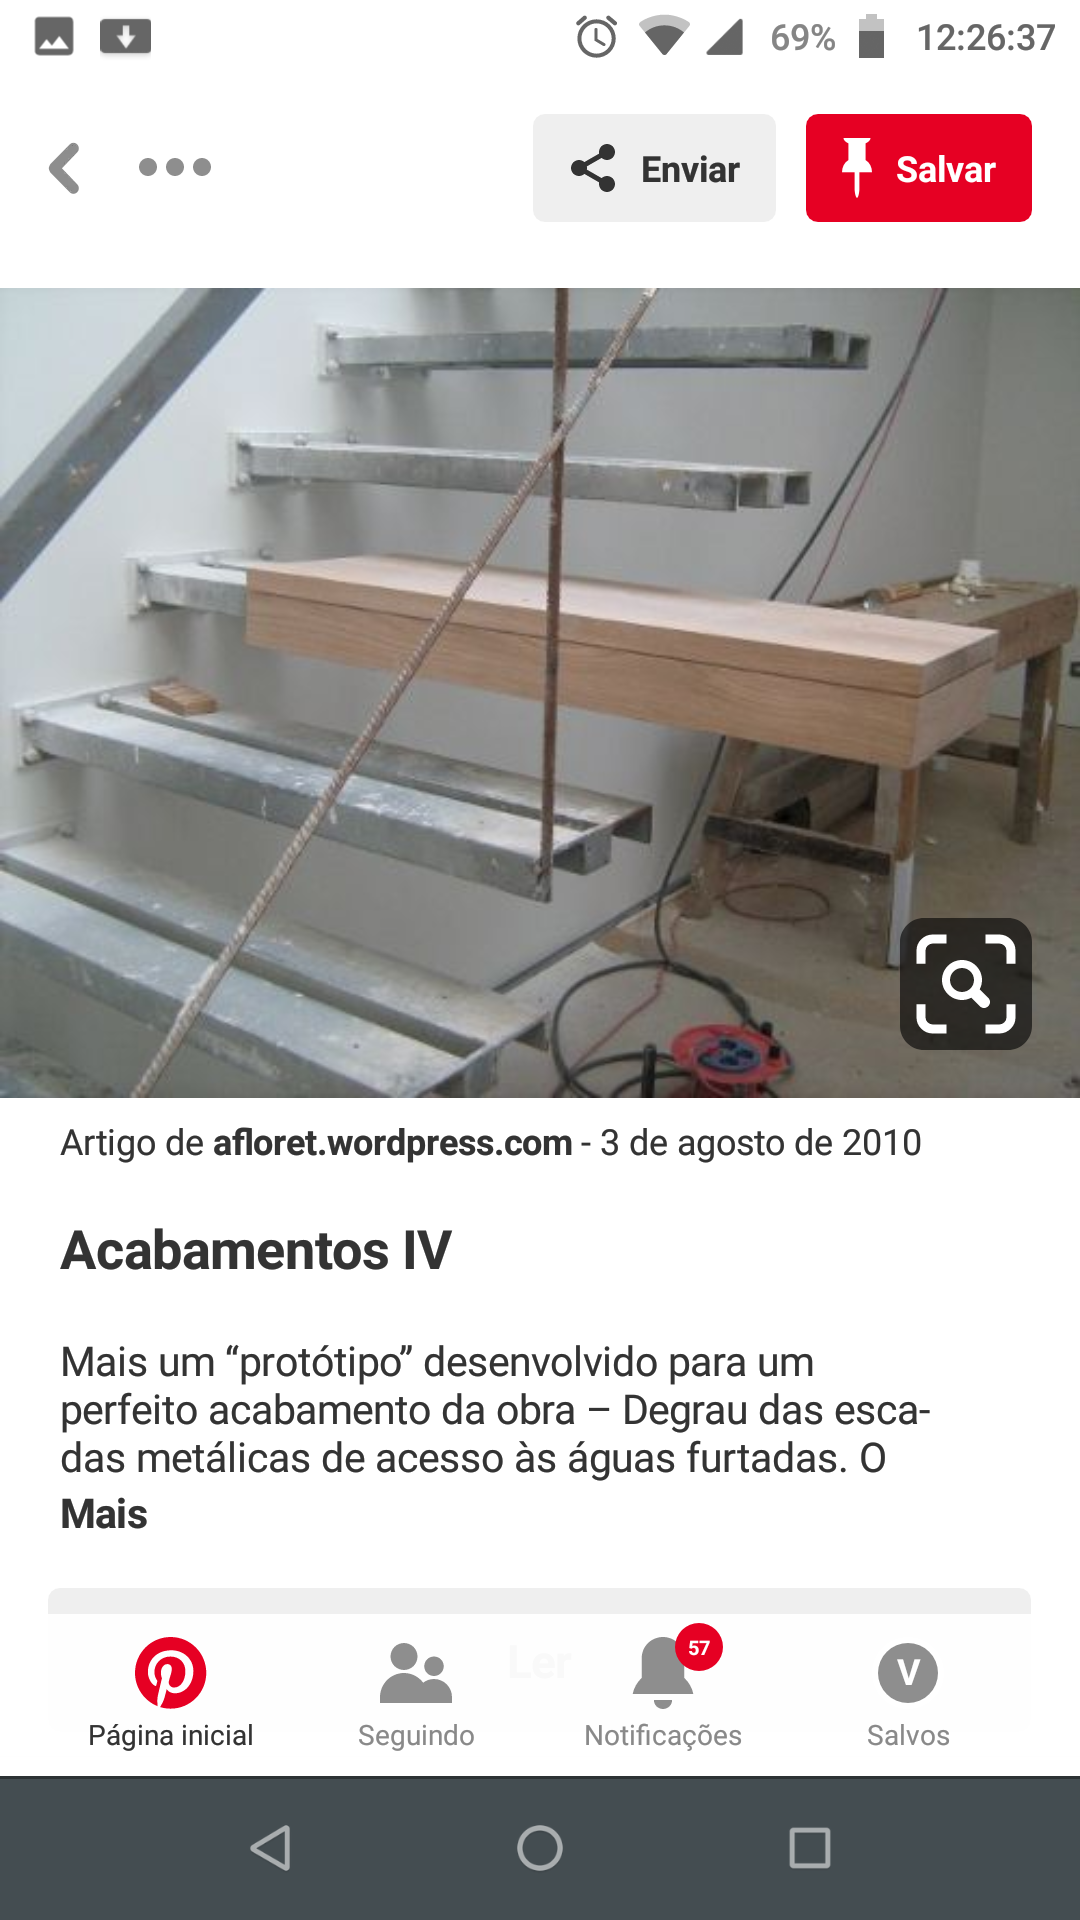 69% 12:26:37
Enviar
Salvar
Artigo de afloret.wordpress.com - 3 de agosto de 2010
Acabamentos IV
Mais um “protótipo” desenvolvido para um
perfeito acabamento da obra – Degrau das esca-
das metálicas de acesso às águas furtadas. O
Mais
Ler
57
V
Página inicial
Seguindo
Notificações
Salvos